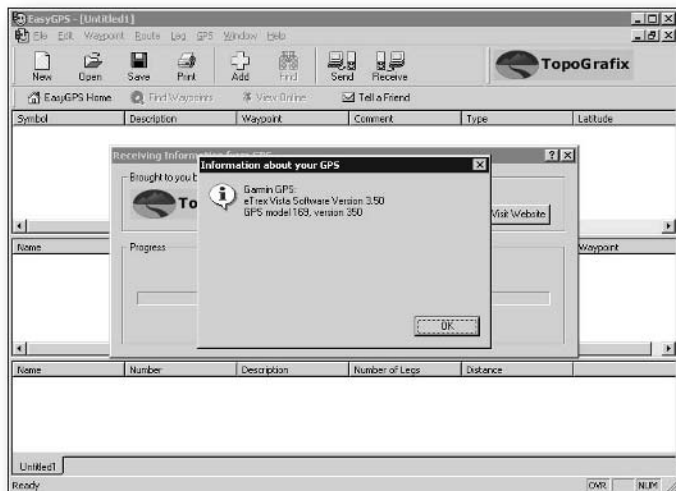 EasyGPS - [Untitled1]
File Edit Waypoint Route Leg GPS Window Help
New Open Save Print Add Find Send Receive
TopoGrafix
EasyGPS Home Find Waypoints View Online Tell a Friend
Symbol Description Waypoint Comment Type Latitude
Receiving Information from GPS
Information about your GPS
Brought to you b
To
Garmin GPS:
eTrex Vista Software Version 3.50
GPS model 169, version 350
Visit Website
Name Waypoint
Progress
OK
Name Number Description Number of Legs Distance
Untitled1
Ready OVR NUM